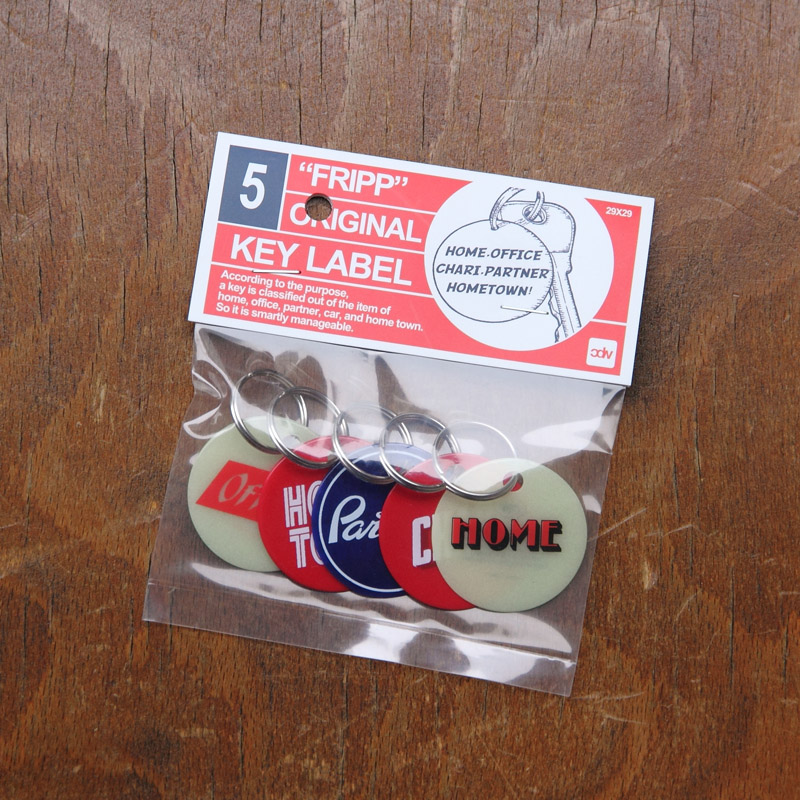 5
"FRIPP"
ORIGINAL
KEY LABEL
According to the purpose,
a key is classified out of the item of
home, office, partner, car, and home town.
So it is smartly manageable.
HOME.OFFICE
CHARI.PARTNER
HOMETOWN!
29X29
HOME